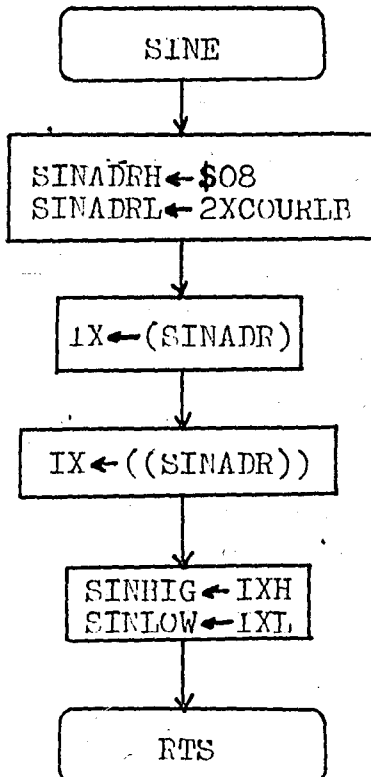 SINE
SINADRH←$08
SINADRL←2XCOURLB
IX←(SINADR)
IX←((SINADR))
SINHIG←IXH
SINLOW←IXL
RTS